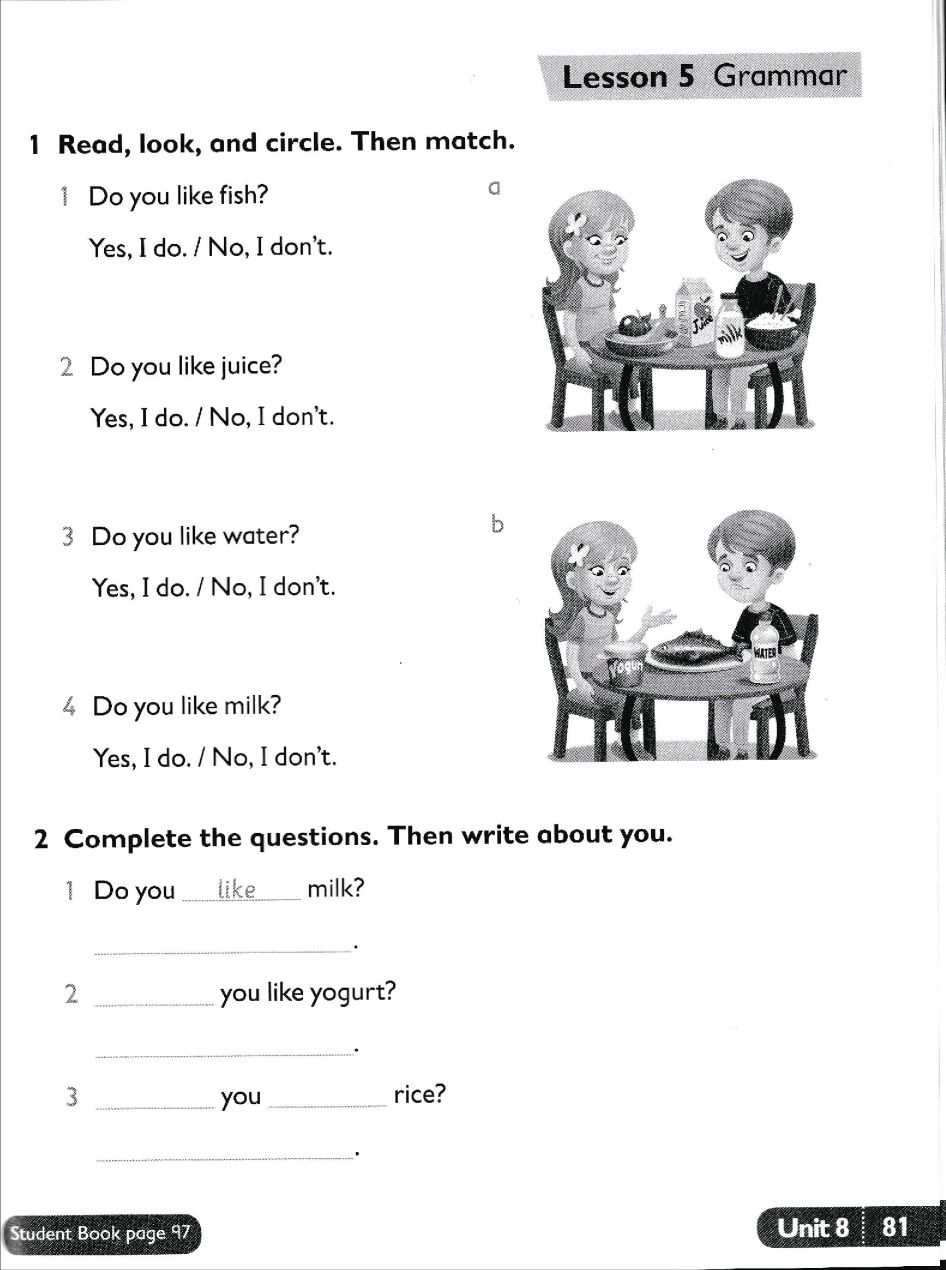 Lesson 5 Grammar
1 Read, look, and circle. Then match.
1 Do you like fish?
Yes, I do. / No, I don't.
2 Do you like juice?
Yes, I do. / No, I don't.
3 Do you like water?
Yes, I do. / No, I don't.
4 Do you like milk?
Yes, I do. / No, I don't.
a
Juice
milk
b
Yogurt
WATER
2 Complete the questions. Then write about you.
1 Do you like milk?
.
2 you like yogurt?
.
3 you rice?
.
Student Book page 97
Unit 8 81